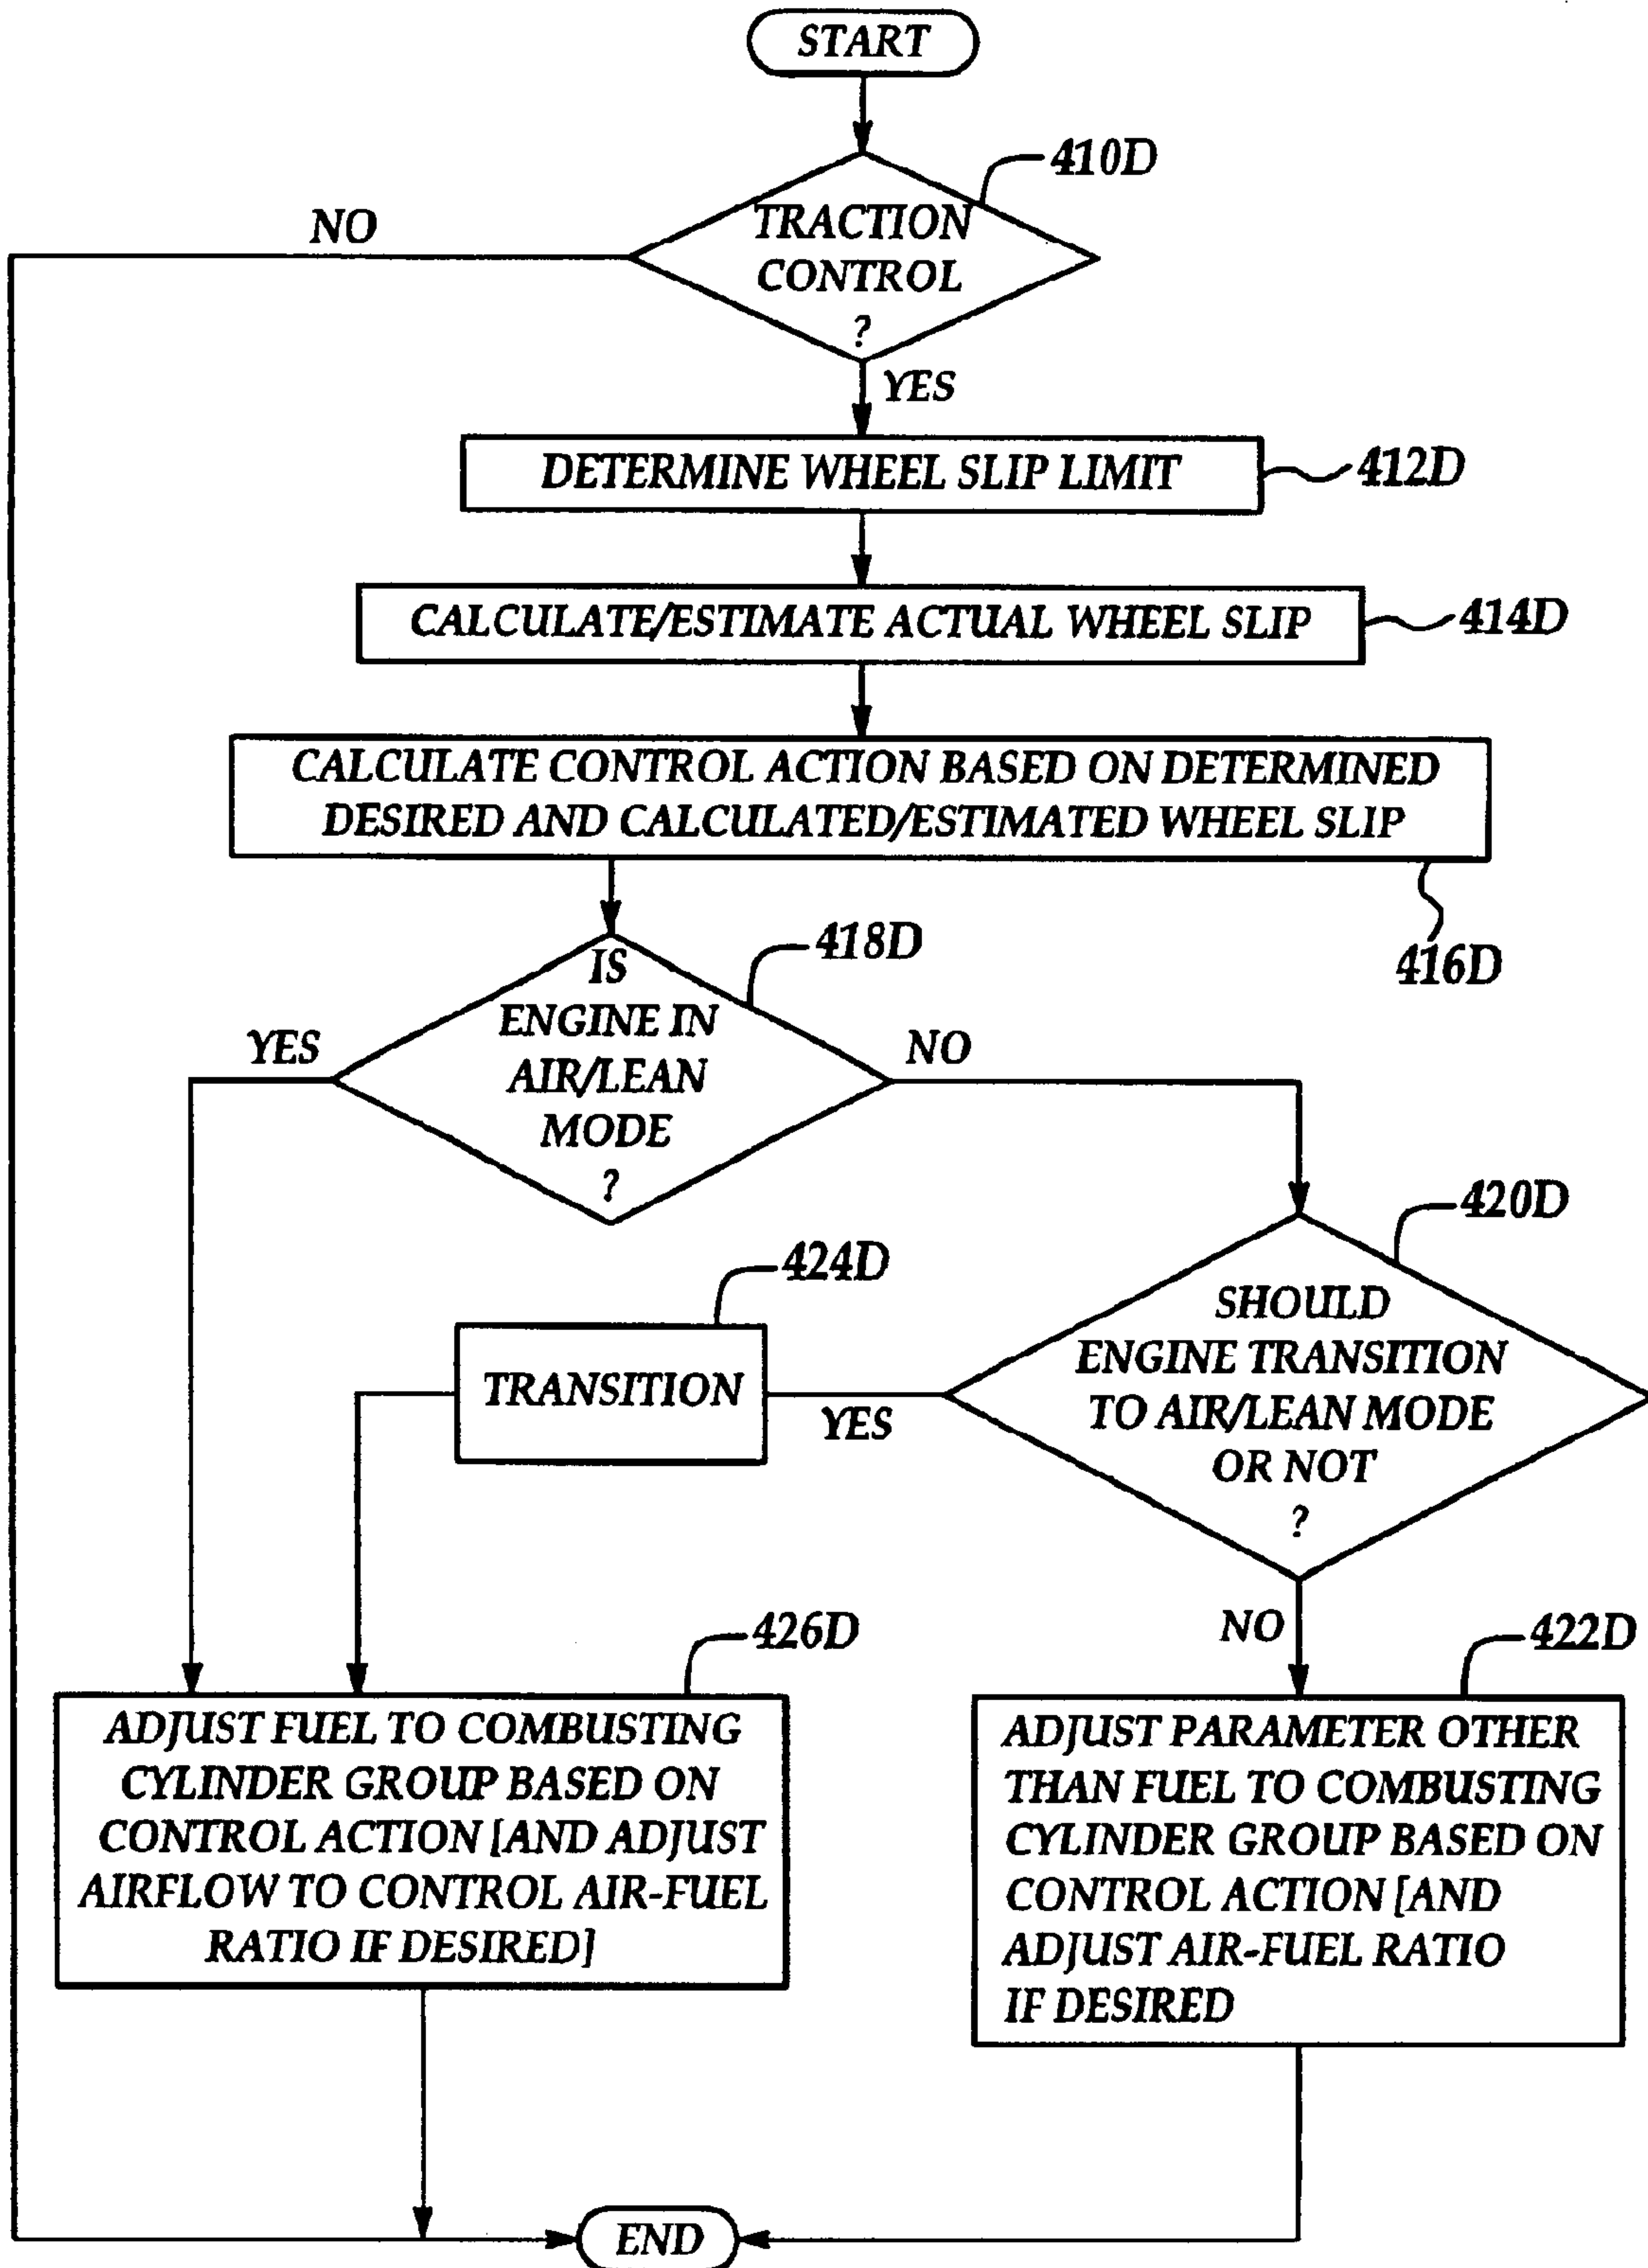 START
410D
NO
TRACTION
CONTROL
?
YES
DETERMINE WHEEL SLIP LIMIT
412D
CALCULATE/ESTIMATE ACTUAL WHEEL SLIP
414D
CALCULATE CONTROL ACTION BASED ON DETERMINED
DESIRED AND CALCULATED/ESTIMATED WHEEL SLIP
416D
418D
IS
ENGINE IN
AIR/LEAN
MODE
?
YES
NO
420D
424D
SHOULD
ENGINE TRANSITION
TO AIR/LEAN MODE
OR NOT
?
TRANSITION
YES
NO
426D
422D
ADJUST FUEL TO COMBUSTING
CYLINDER GROUP BASED ON
CONTROL ACTION [AND ADJUST
AIRFLOW TO CONTROL AIR-FUEL
RATIO IF DESIRED]
ADJUST PARAMETER OTHER
THAN FUEL TO COMBUSTING
CYLINDER GROUP BASED ON
CONTROL ACTION [AND
ADJUST AIR-FUEL RATIO
IF DESIRED
END